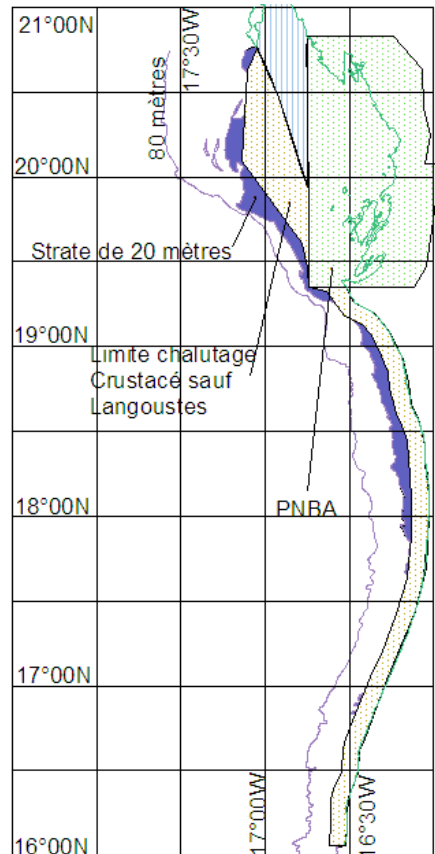 21°00N
17°30W
80 mètres
20°00N
Strate de 20 mètres
19°00N
Limite chalutage
Crustacé sauf
Langoustes
PNBA
18°00N
17°00N
17°00W
16°30W
16°00N